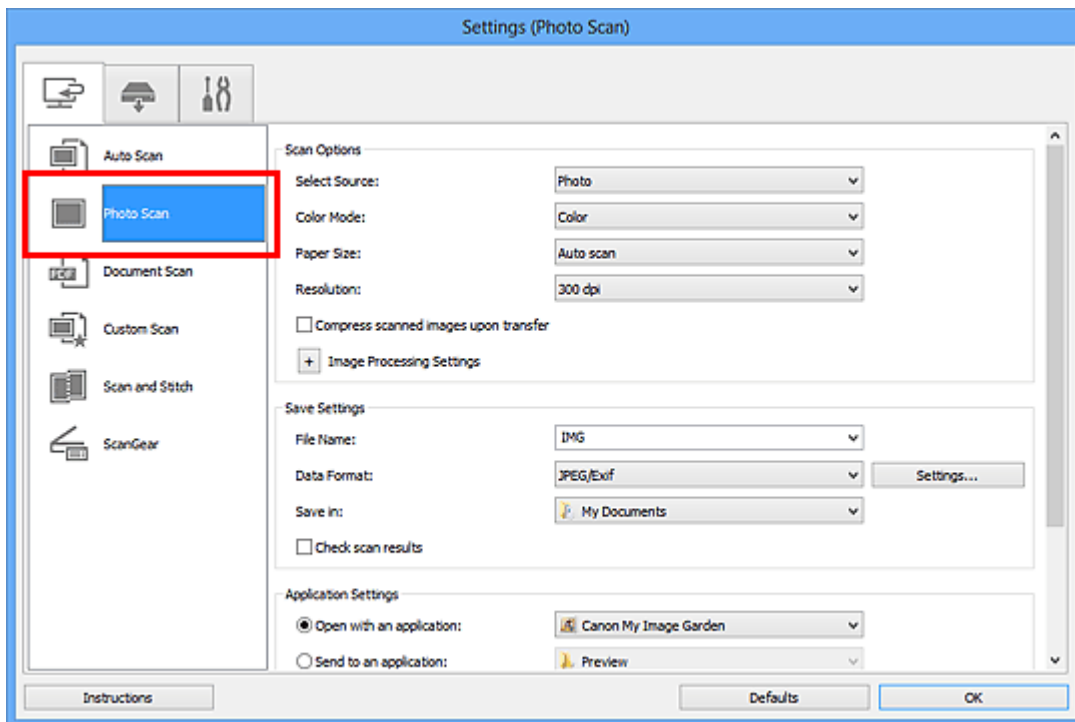 Settings (Photo Scan)
Auto Scan
Photo Scan
Document Scan
Custom Scan
Scan and Stitch
ScanGear
Scan Options
Select Source: Photo
Color Mode: Color
Paper Size: Auto scan
Resolution: 300 dpi
Compress scanned images upon transfer
+ Image Processing Settings
Save Settings
File Name: IMG
Data Format: JPEG/Exif Settings...
Save in: My Documents
Check scan results
Application Settings
Open with an application: Canon My Image Garden
Send to an application: Preview
Instructions Defaults OK